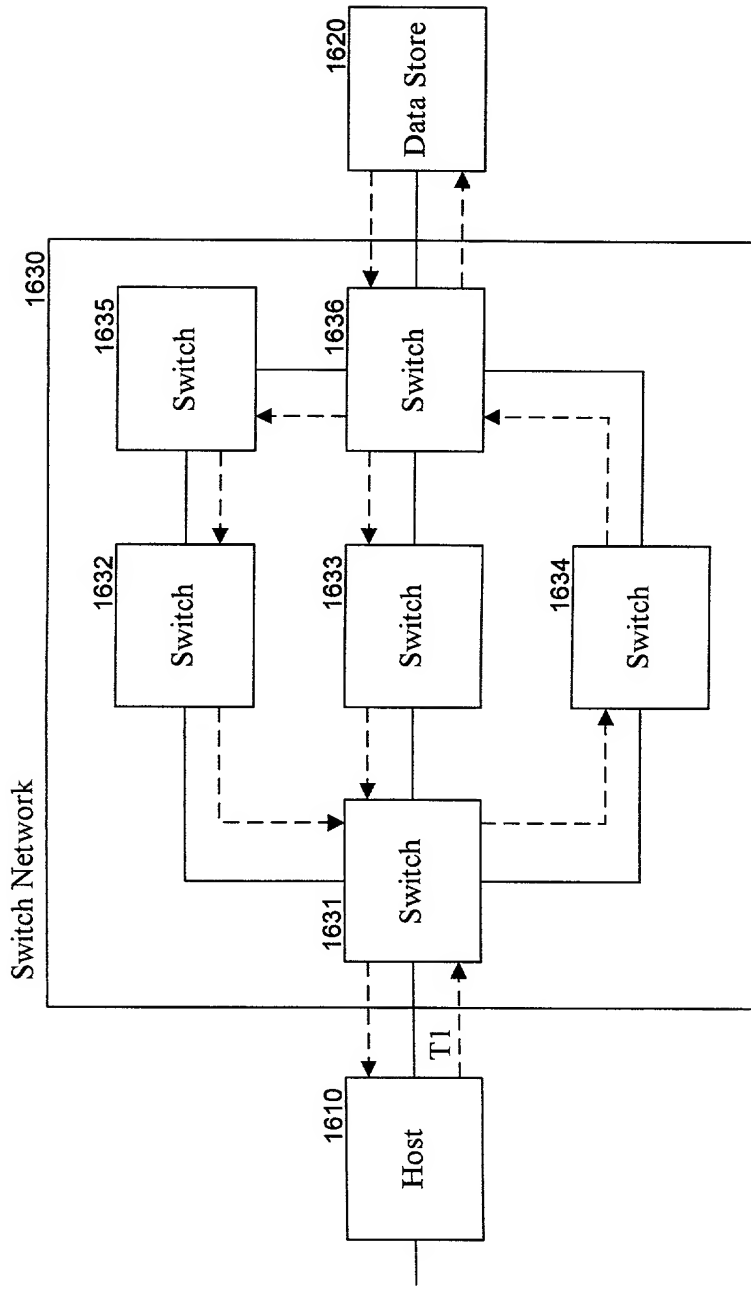 Switch Network
1630
1610
Host
T1
1631
Switch
1632
Switch
1633
Switch
1634
Switch
1635
Switch
1636
Switch
1620
Data Store